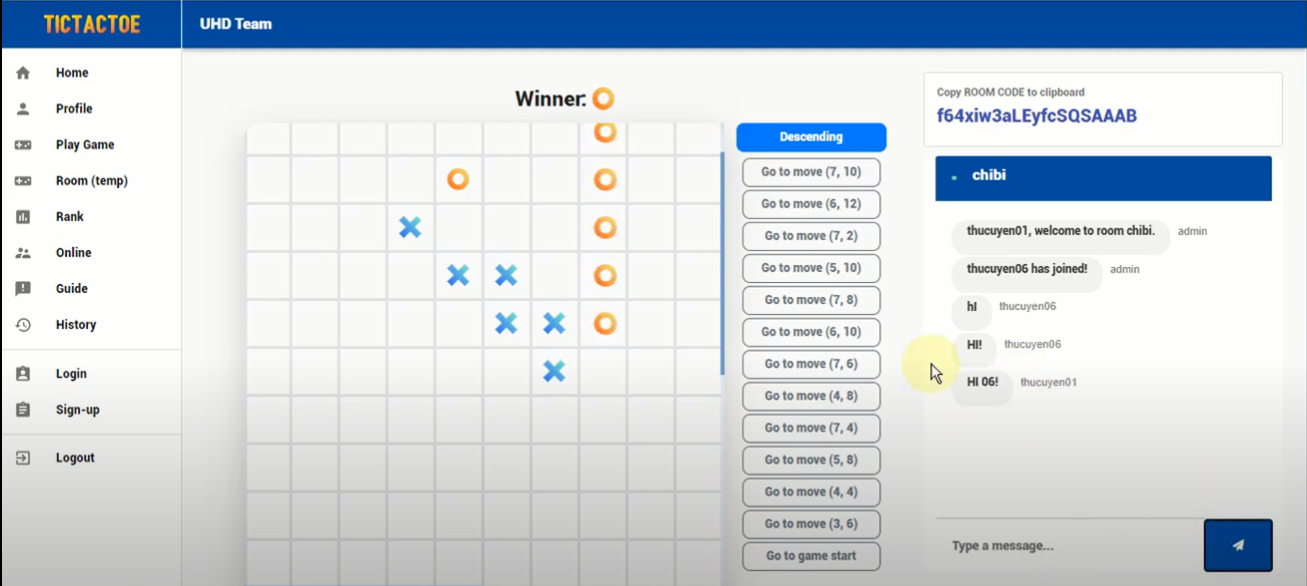 TICTACTOE
UHD Team
Home
Profile
Play Game
Room (temp)
Rank
Online
Guide
History
Login
Sign-up
Logout
Winner:
Descending
Go to move (7, 10)
Go to move (6, 12)
Go to move (7, 2)
Go to move (5, 10)
Go to move (7, 8)
Go to move (6, 10)
Go to move (7, 6)
Go to move (4, 8)
Go to move (7, 4)
Go to move (5, 8)
Go to move (4, 4)
Go to move (3, 6)
Go to game start
Copy ROOM CODE to clipboard
f64xiw3aLEyfcSQSAAAB
chibi
thucuyen01, welcome to room chibi. admin
thucuyen06 has joined! admin
hI thucuyen06
HI! thucuyen06
HI 06! thucuyen01
Type a message...